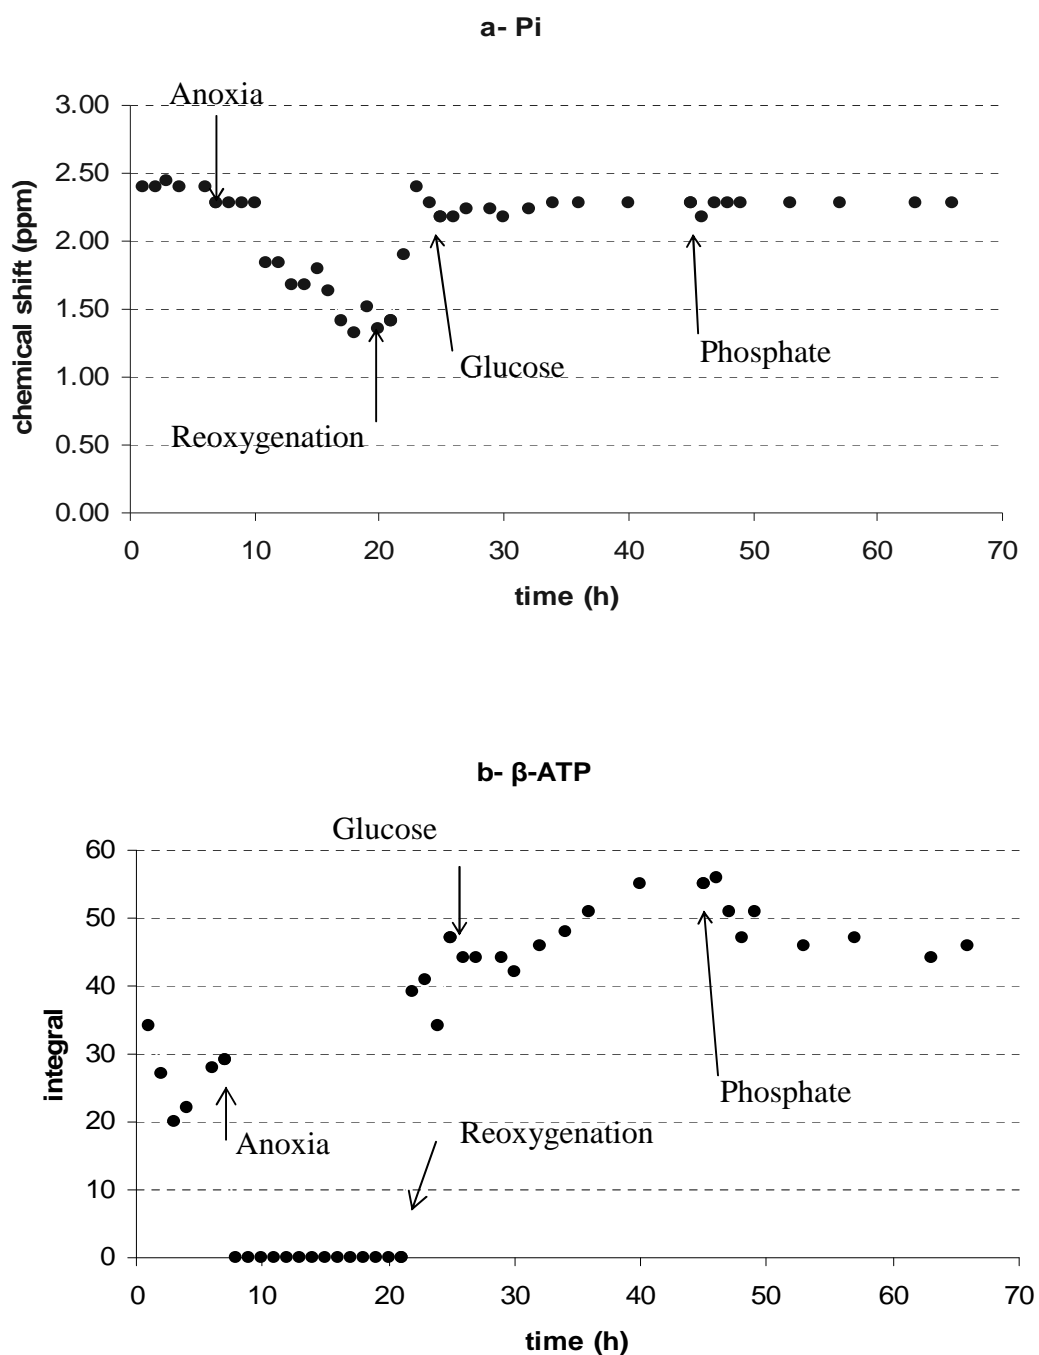 a- Pi
Anoxia
3.00
2.50
2.00
1.50
1.00
0.50
0.00
chemical shift (ppm)
Glucose
Phosphate
Reoxygenation
0 10 20 30 40 50 60 70
time (h)
b- β-ATP
Glucose
60
50
40
30
20
10
0
integral
Phosphate
Anoxia
Reoxygenation
0 10 20 30 40 50 60 70
time (h)